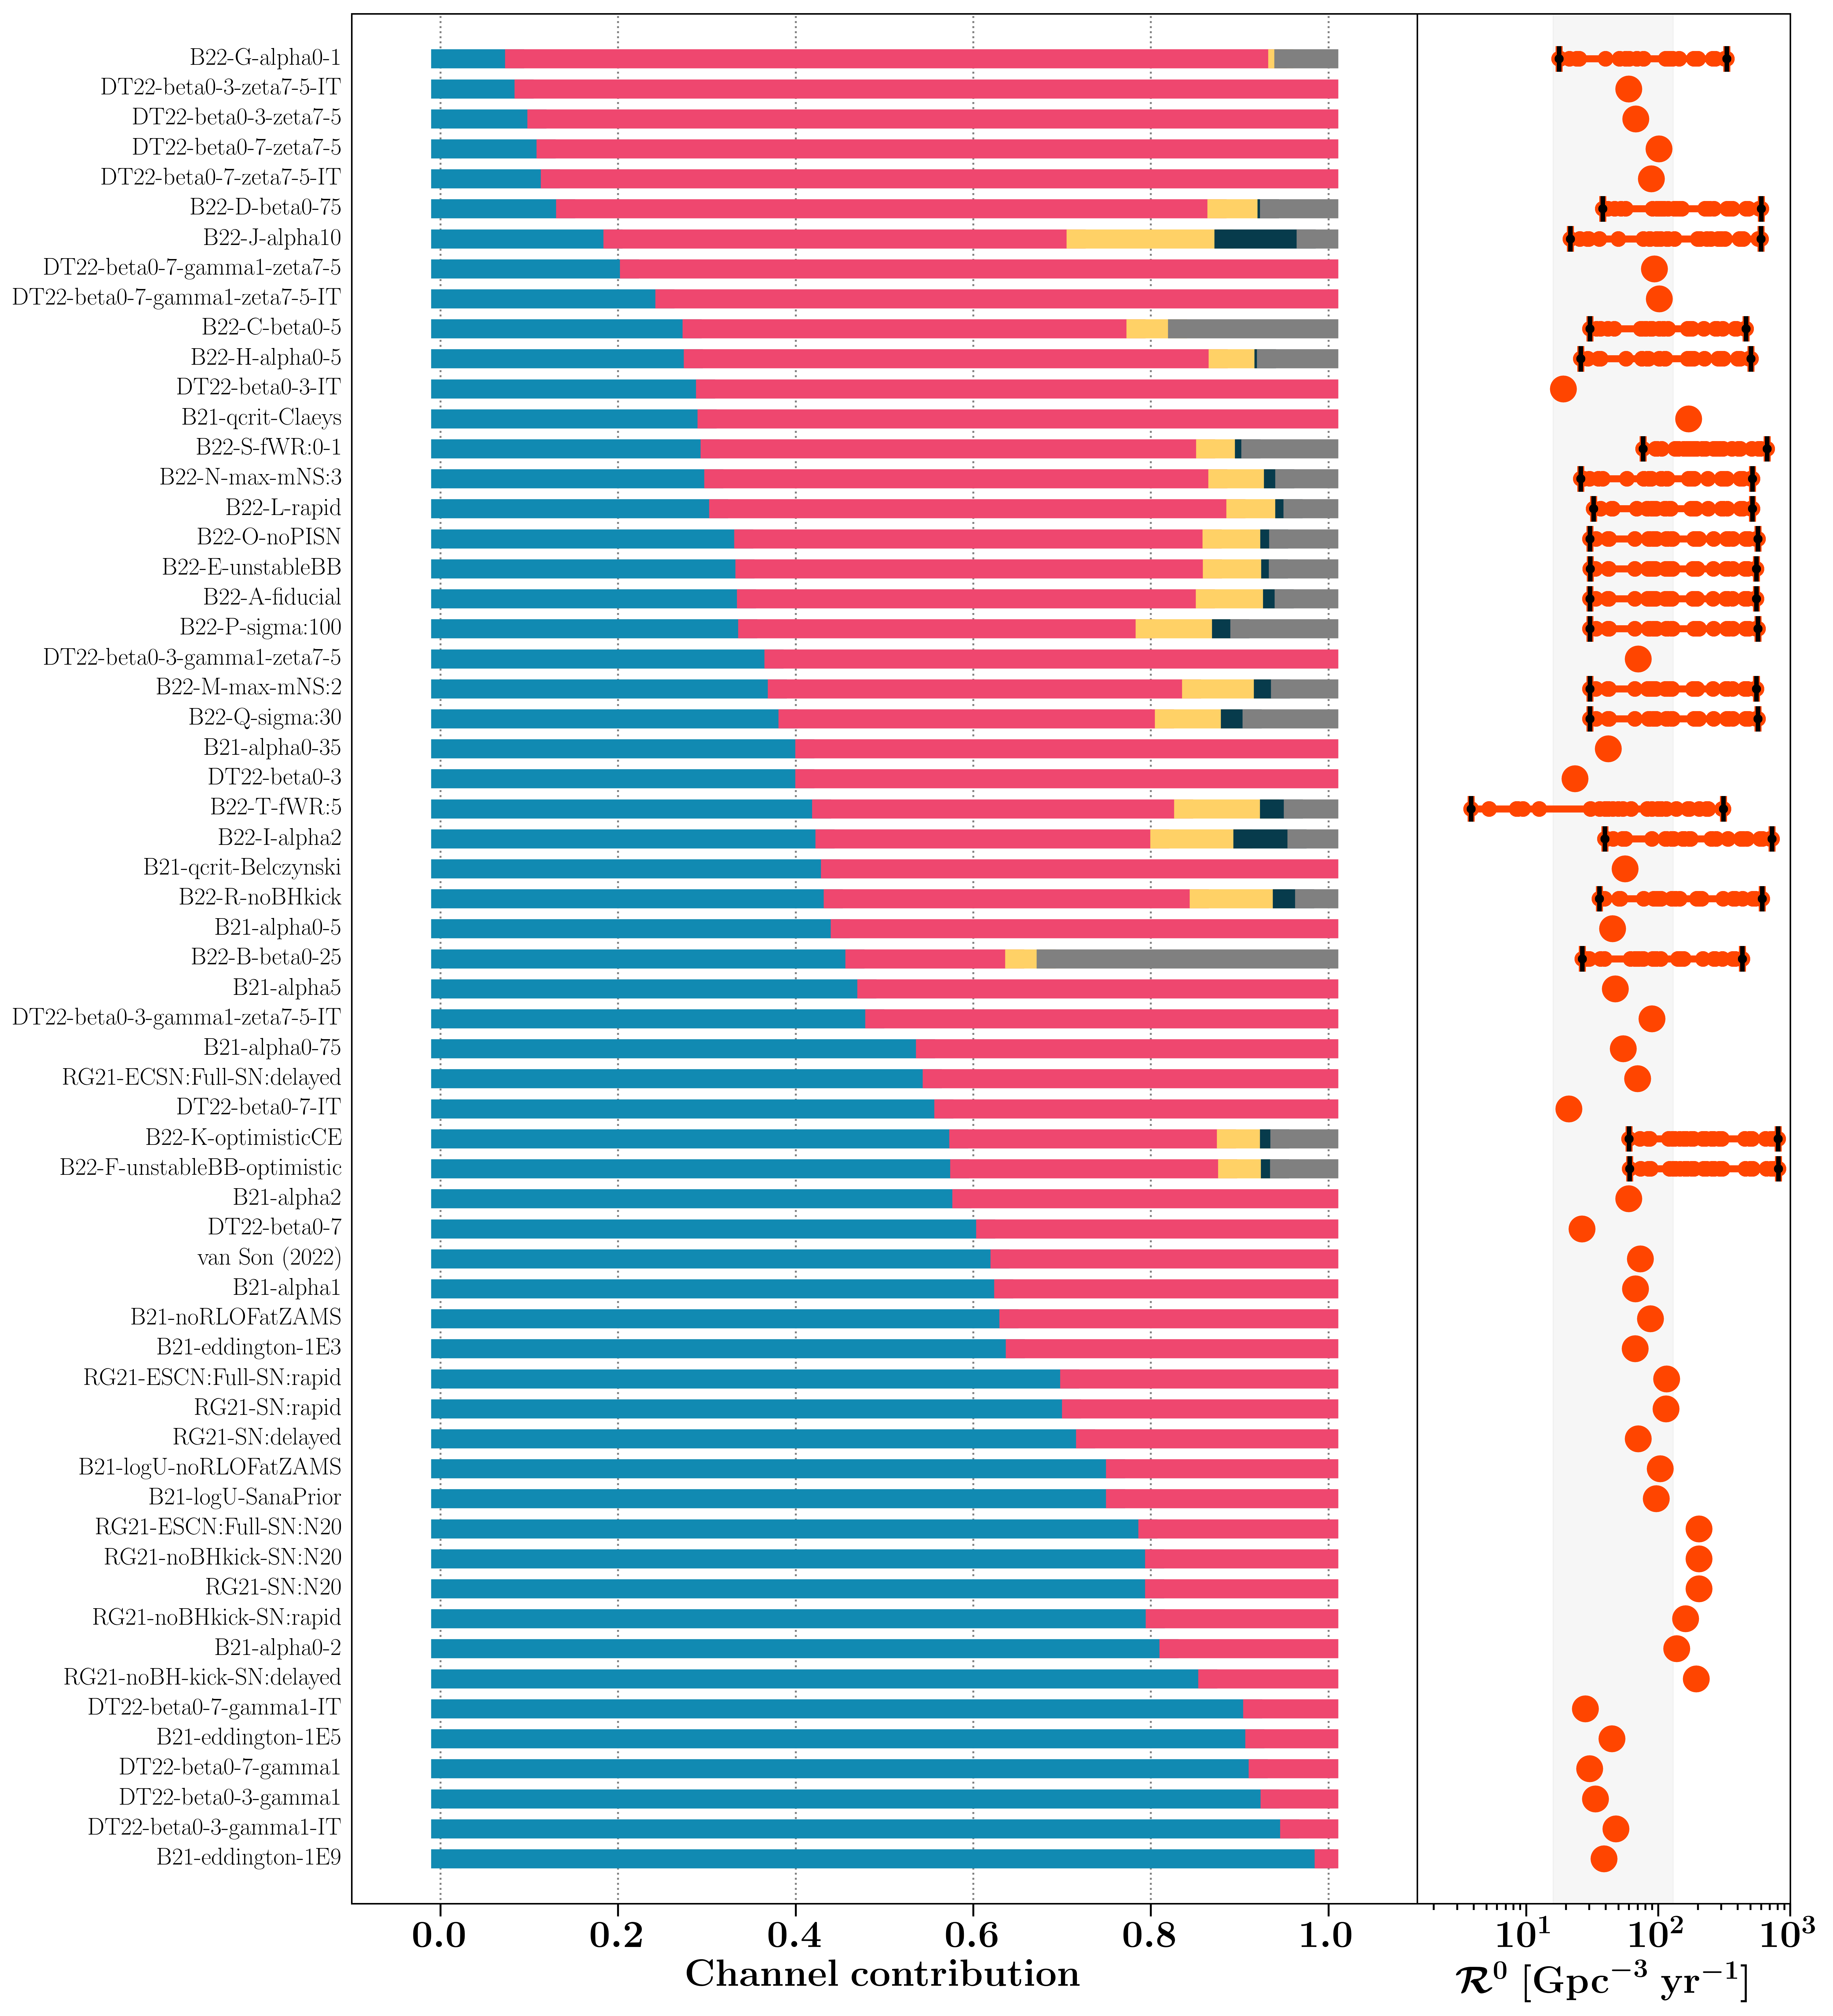 B22-G-alpha0-1
DT22-beta0-3-zeta7-5-IT
DT22-beta0-3-zeta7-5
DT22-beta0-7-zeta7-5
DT22-beta0-7-zeta7-5-IT
B22-D-beta0-75
B22-J-alpha10
DT22-beta0-7-gamma1-zeta7-5
DT22-beta0-7-gamma1-zeta7-5-IT
B22-C-beta0-5
B22-H-alpha0-5
DT22-beta0-3-IT
B21-qcrit-Claeys
B22-S-fWR:0-1
B22-N-max-mNS:3
B22-L-rapid
B22-O-noPISN
B22-E-unstableBB
B22-A-fiducial
B22-P-sigma:100
DT22-beta0-3-gamma1-zeta7-5
B22-M-max-mNS:2
B22-Q-sigma:30
B21-alpha0-35
DT22-beta0-3
B22-T-fWR:5
B22-I-alpha2
B21-qcrit-Belczynski
B22-R-noBHkick
B21-alpha0-5
B22-B-beta0-25
B21-alpha5
DT22-beta0-3-gamma1-zeta7-5-IT
B21-alpha0-75
RG21-ECSN:Full-SN:delayed
DT22-beta0-7-IT
B22-K-optimisticCE
B22-F-unstableBB-optimistic
B21-alpha2
DT22-beta0-7
van Son (2022)
B21-alpha1
B21-noRLOFatZAMS
B21-eddington-1E3
RG21-ESCN:Full-SN:rapid
RG21-SN:rapid
RG21-SN:delayed
B21-logU-noRLOFatZAMS
B21-logU-SanaPrior
RG21-ESCN:Full-SN:N20
RG21-noBHkick-SN:N20
RG21-SN:N20
RG21-noBHkick-SN:rapid
B21-alpha0-2
RG21-noBH-kick-SN:delayed
DT22-beta0-7-gamma1-IT
B21-eddington-1E5
DT22-beta0-7-gamma1
DT22-beta0-3-gamma1
DT22-beta0-3-gamma1-IT
B21-eddington-1E9
0.0 0.2 0.4 0.6 0.8 1.0 10¹ 10² 10³
Channel contribution
𝓡⁰ [Gpc⁻³ yr⁻¹]